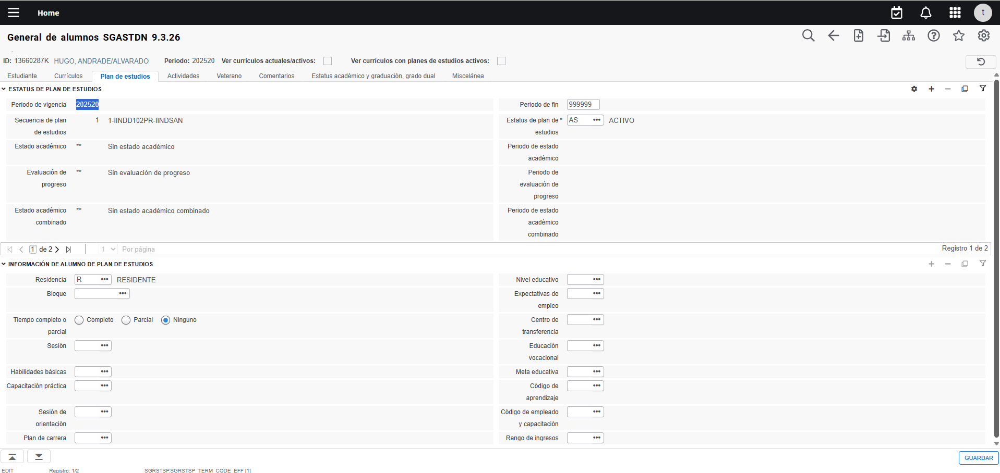 Home
t
General de alumnos SGASTDN 9.3.26
ID: 13660287K HUGO, ANDRADE/ALVARADO Periodo: 202520 Ver currículos actuales/activos: Ver currículos con planes de estudios activos:
Estudiante Currículos Plan de estudios Actividades Veterano Comentarios Estatus académico y graduación, grado dual Miscelánea
ESTATUS DE PLAN DE ESTUDIOS
Periodo de vigencia 202520 Periodo de fin 999999
Secuencia de plan de estudios 1 1-IINDD102PR-IINDSAN Estatus de plan de estudios * AS ACTIVO
Estado académico ** Sin estado académico Periodo de estado académico
Evaluación de progreso ** Sin evaluación de progreso Periodo de evaluación de progreso
Estado académico combinado ** Sin estado académico combinado Periodo de estado académico combinado
1 de 2 1 Por página Registro 1 de 2
INFORMACIÓN DE ALUMNO DE PLAN DE ESTUDIOS
Residencia R RESIDENTE Nivel educativo
Bloque Expectativas de empleo
Tiempo completo o parcial Completo Parcial Ninguno Centro de transferencia
Sesión Educación vocacional
Habilidades básicas Meta educativa
Capacitación práctica Código de aprendizaje
Sesión de orientación Código de empleado y capacitación
Plan de carrera Rango de ingresos
GUARDAR
EDIT Registro: 1/2 SGRSTSP.SGRSTSP_TERM_CODE_EFF [1]